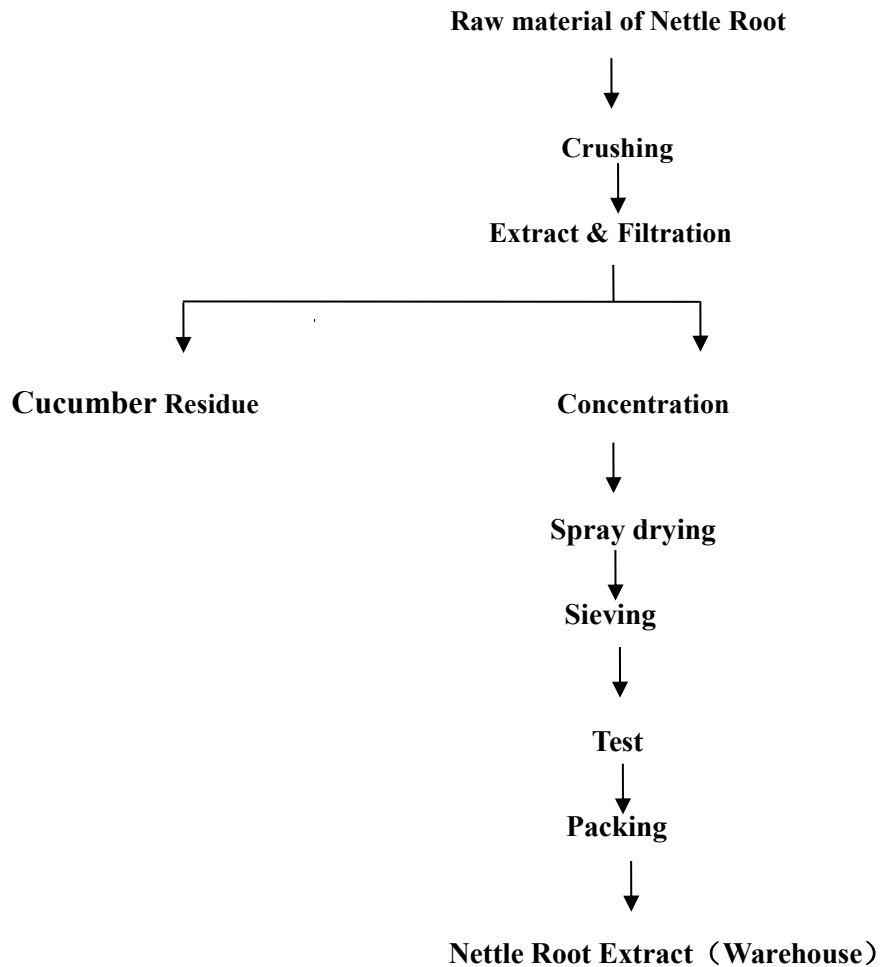 Raw material of Nettle Root
Crushing
Extract & Filtration
Cucumber Residue
Concentration
Spray drying
Sieving
Test
Packing
Nettle Root Extract（Warehouse）